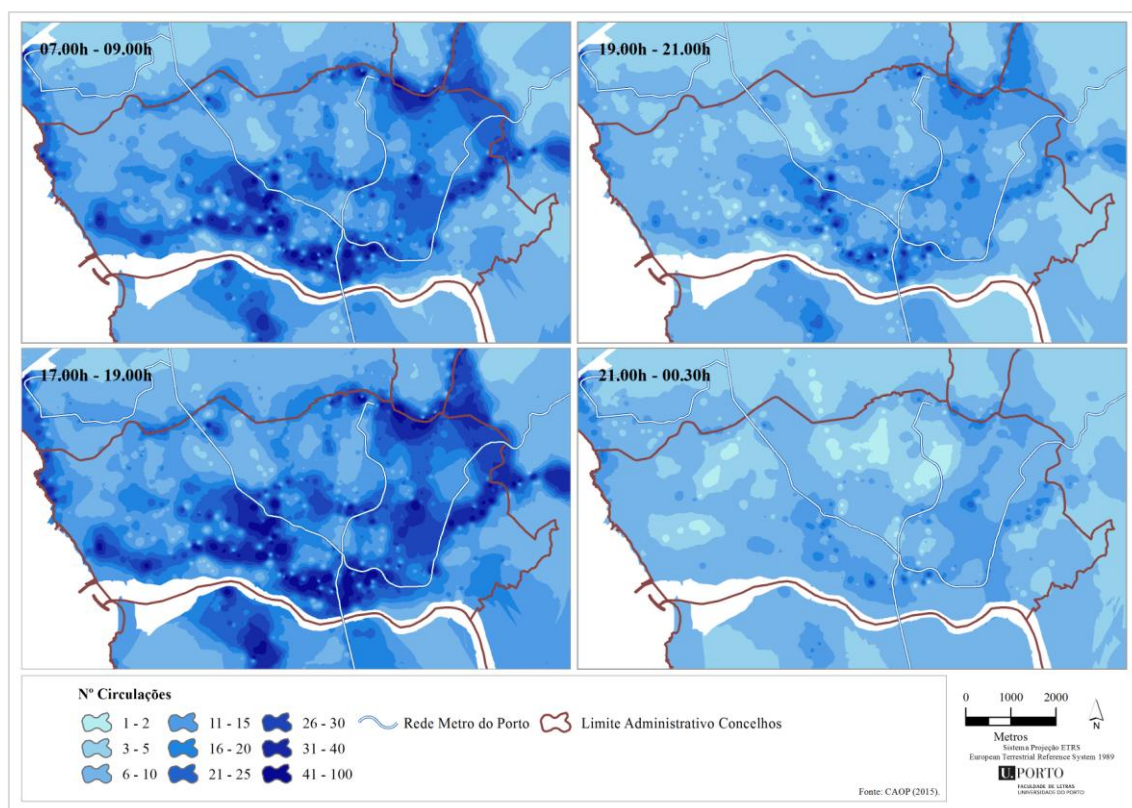 07.00h - 09.00h
19.00h - 21.00h
17.00h - 19.00h
21.00h - 00.30h
Nº Circulações
1 - 2
3 - 5
6 - 10
11 - 15
16 - 20
21 - 25
26 - 30
31 - 40
41 - 100
Rede Metro do Porto
Limite Administrativo Concelhos
0 1000 2000
Metros
N
Sistema Projeção ETRS
European Terrestrial Reference System 1989
U. PORTO
FACULDADE DE LETRAS
UNIVERSIDADE DO PORTO
Fonte: CAOP (2015).